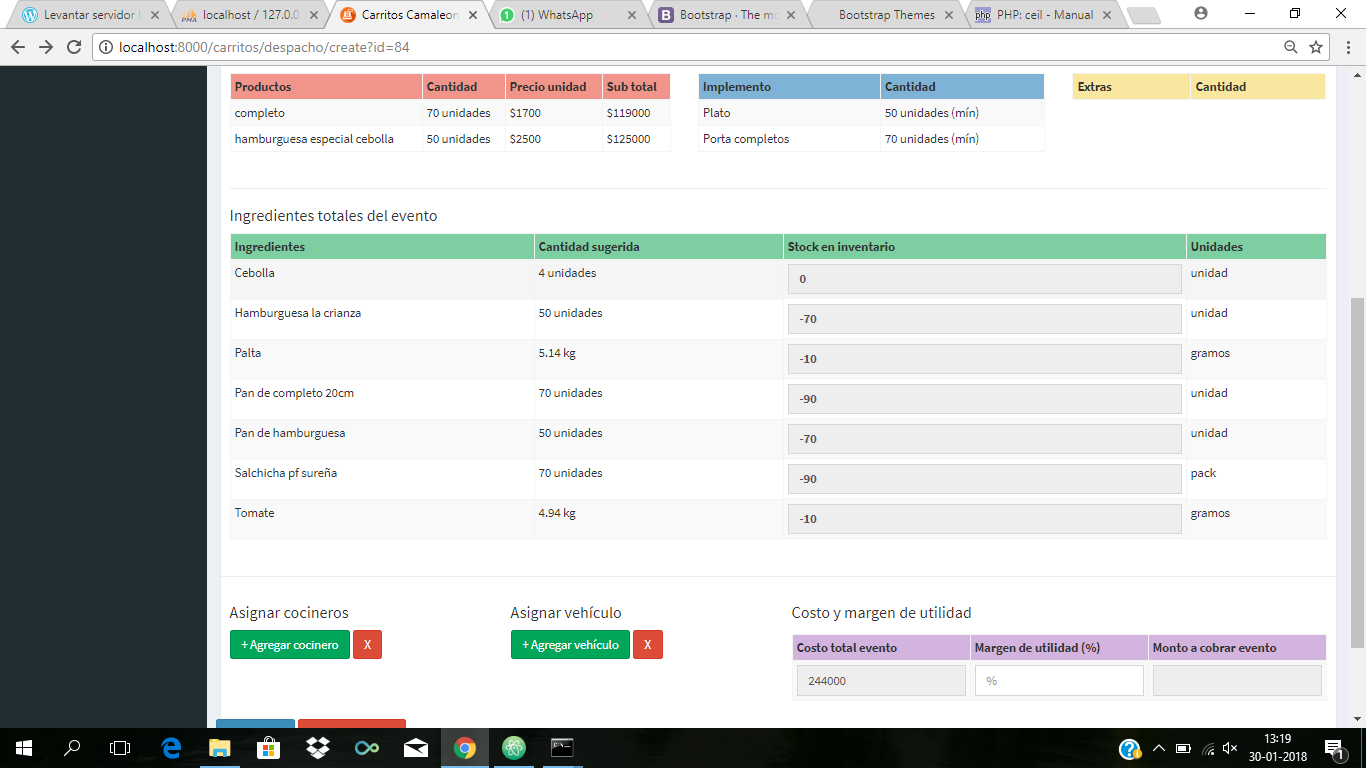 Levantar servidor
localhost / 127.0.0.
Carritos Camaleon
(1) WhatsApp
Bootstrap · The mo
Bootstrap Themes
php PHP: ceil - Manual
localhost:8000/carritos/despacho/create?id=84
Productos Cantidad Precio unidad Sub total
completo 70 unidades $1700 $119000
hamburguesa especial cebolla 50 unidades $2500 $125000
Implemento Cantidad
Plato 50 unidades (mín)
Porta completos 70 unidades (mín)
Extras Cantidad
Ingredientes totales del evento
Ingredientes Cantidad sugerida Stock en inventario Unidades
Cebolla 4 unidades 0 unidad
Hamburguesa la crianza 50 unidades -70 unidad
Palta 5.14 kg -10 gramos
Pan de completo 20cm 70 unidades -90 unidad
Pan de hamburguesa 50 unidades -70 unidad
Salchicha pf sureña 70 unidades -90 pack
Tomate 4.94 kg -10 gramos
Asignar cocineros
+ Agregar cocinero X
Asignar vehículo
+ Agregar vehículo X
Costo y margen de utilidad
Costo total evento Margen de utilidad (%) Monto a cobrar evento
244000 %
13:19
30-01-2018
1